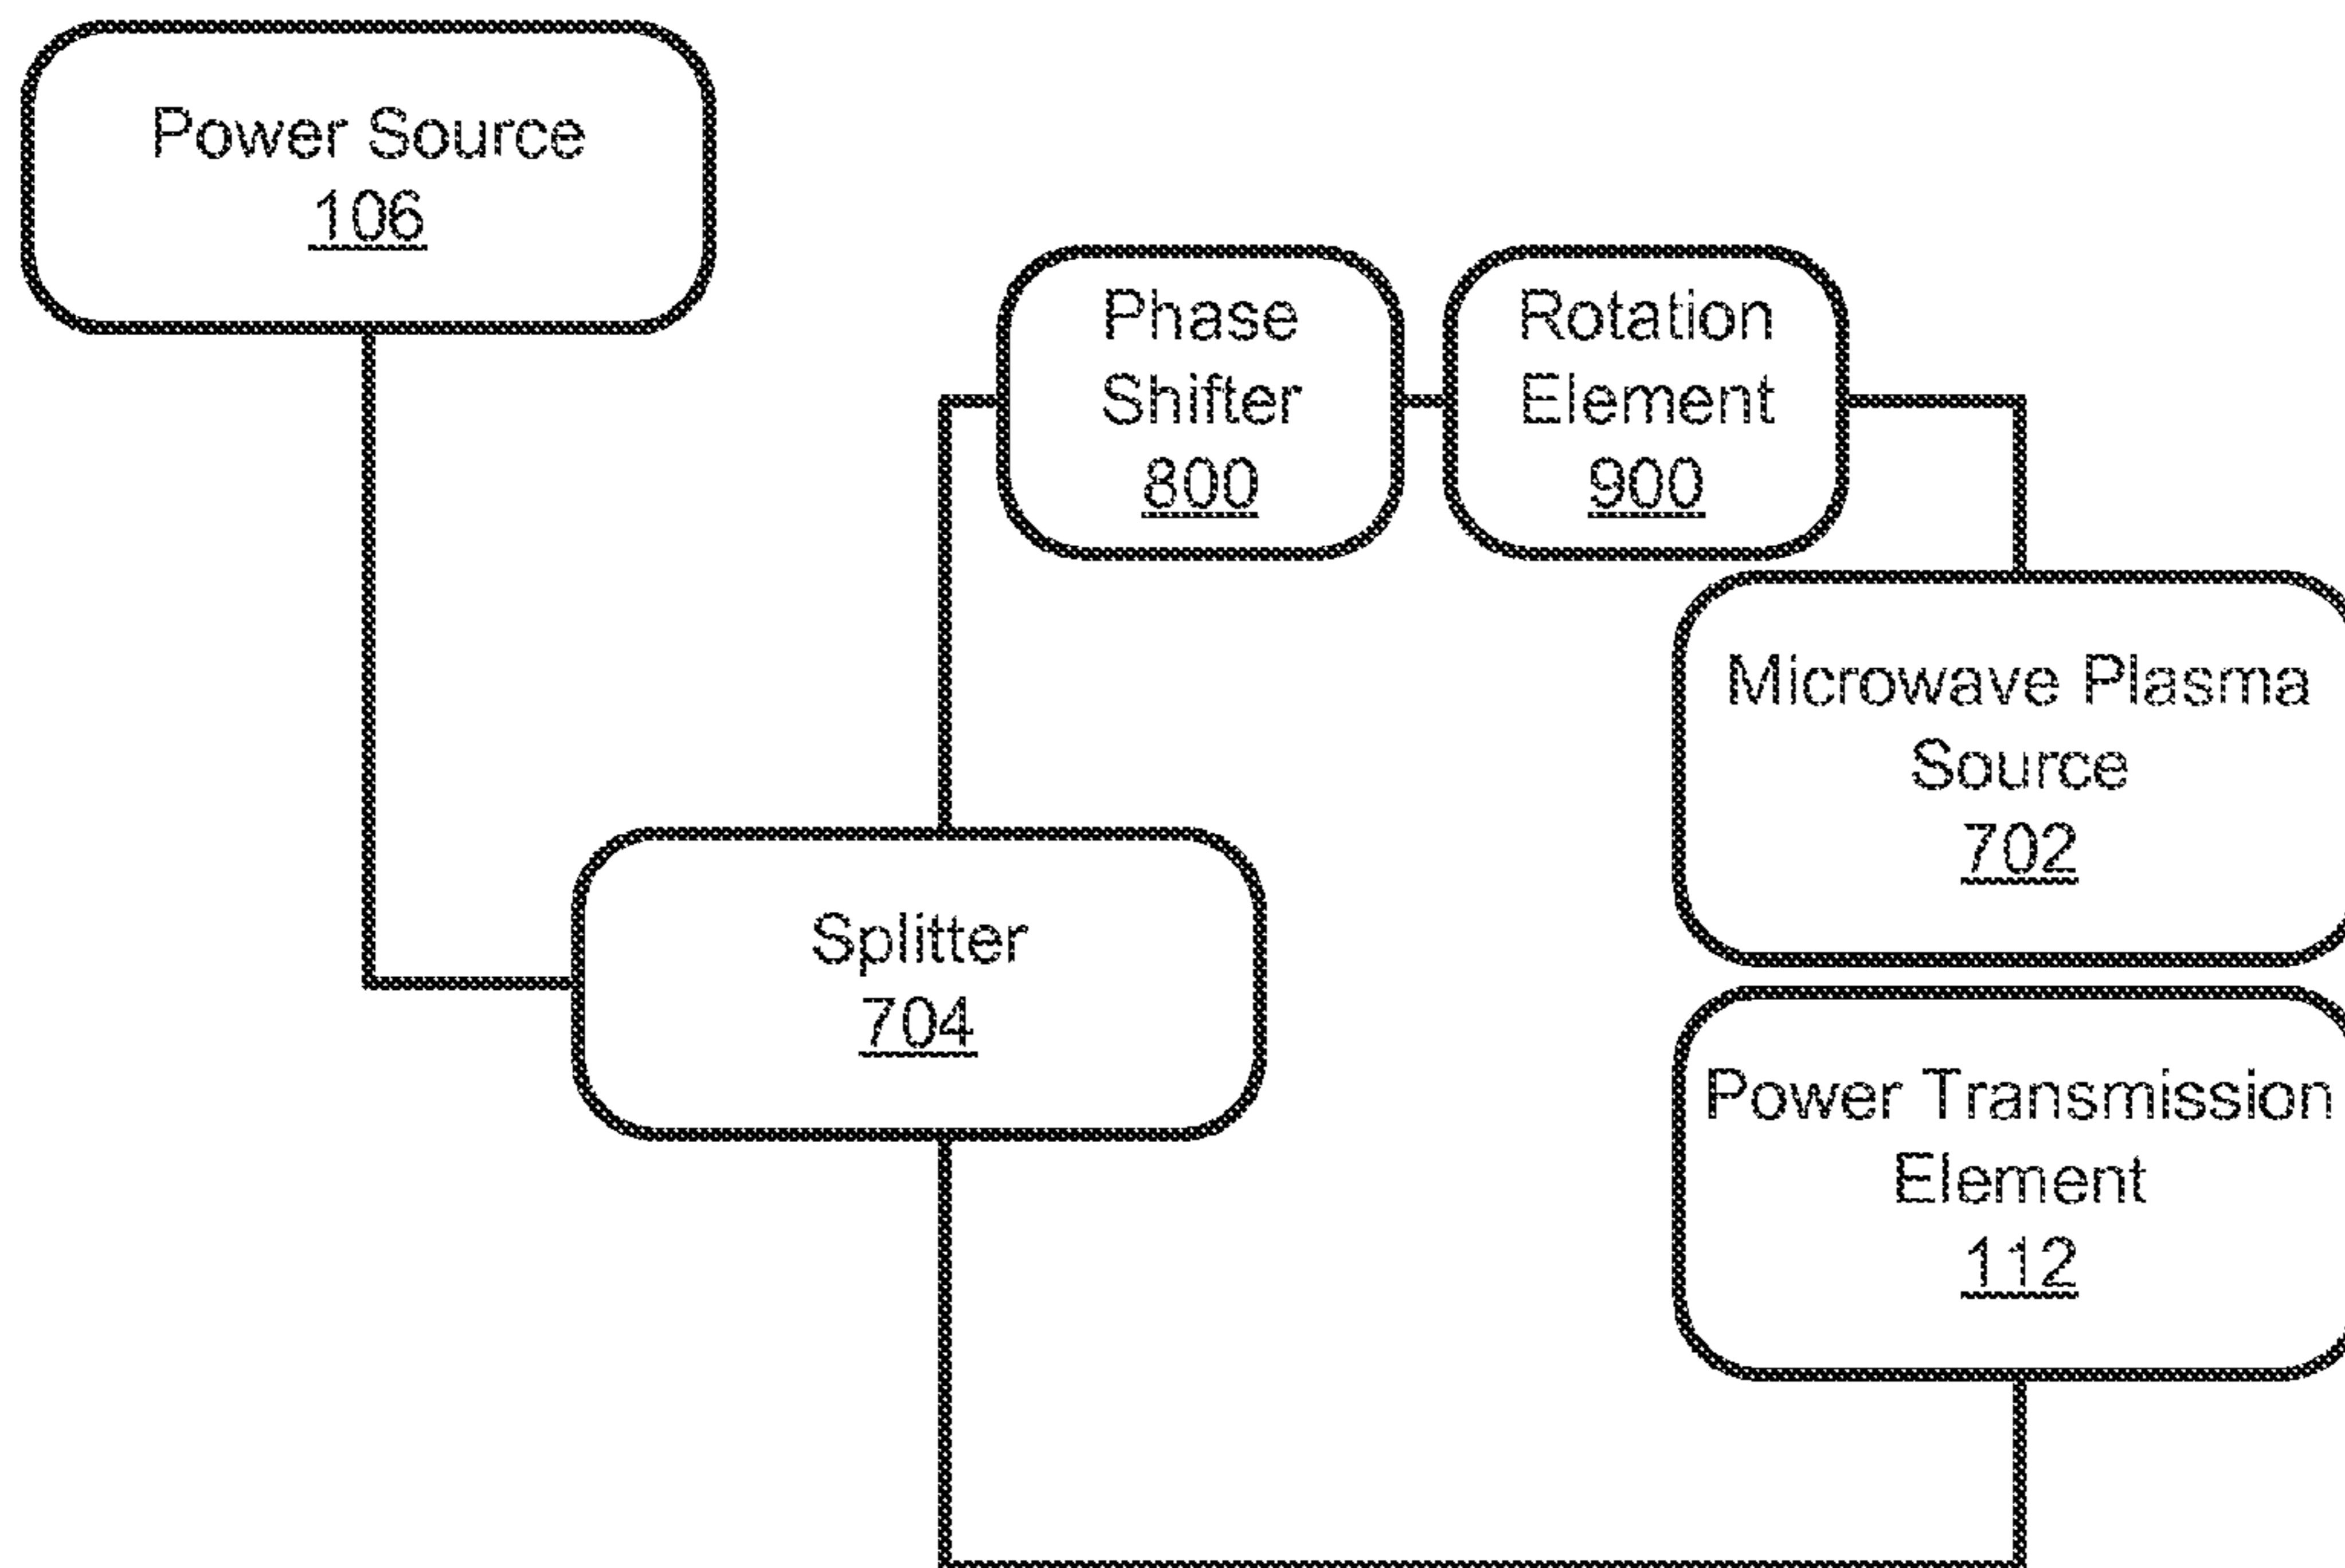 Power Source
106
Phase
Shifter
800
Rotation
Element
900
Microwave Plasma
Source
702
Splitter
704
Power Transmission
Element
112